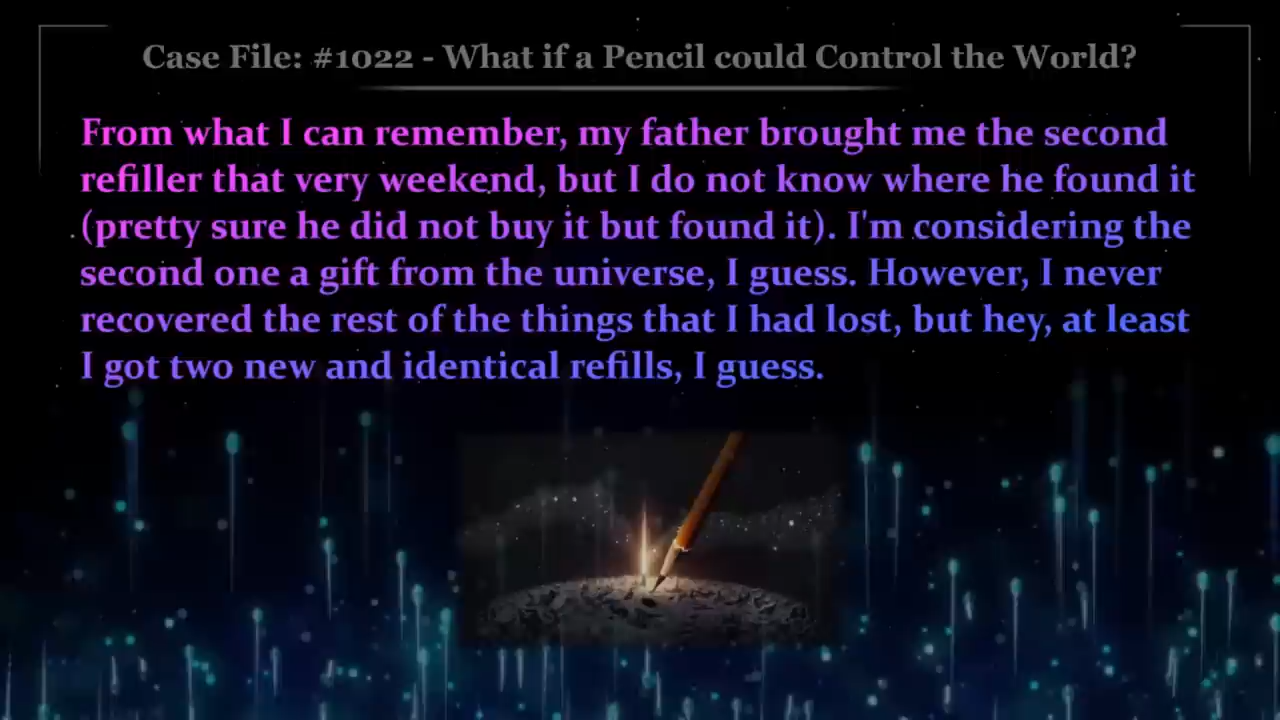 Case File: #1022 - What if a Pencil could Control the World?
From what I can remember, my father brought me the second
refiller that very weekend, but I do not know where he found it
(pretty sure he did not buy it but found it). I'm considering the
second one a gift from the universe, I guess. However, I never
recovered the rest of the things that I had lost, but hey, at least
I got two new and identical refills, I guess.